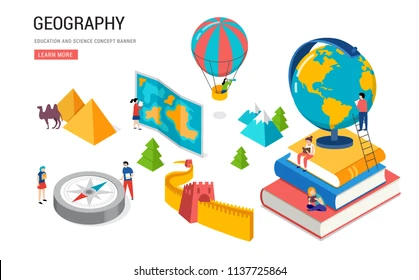 GEOGRAPHY
EDUCATION AND SCIENCE CONCEPT BANNER
LEARN MORE
shutterstock.com · 1137725864